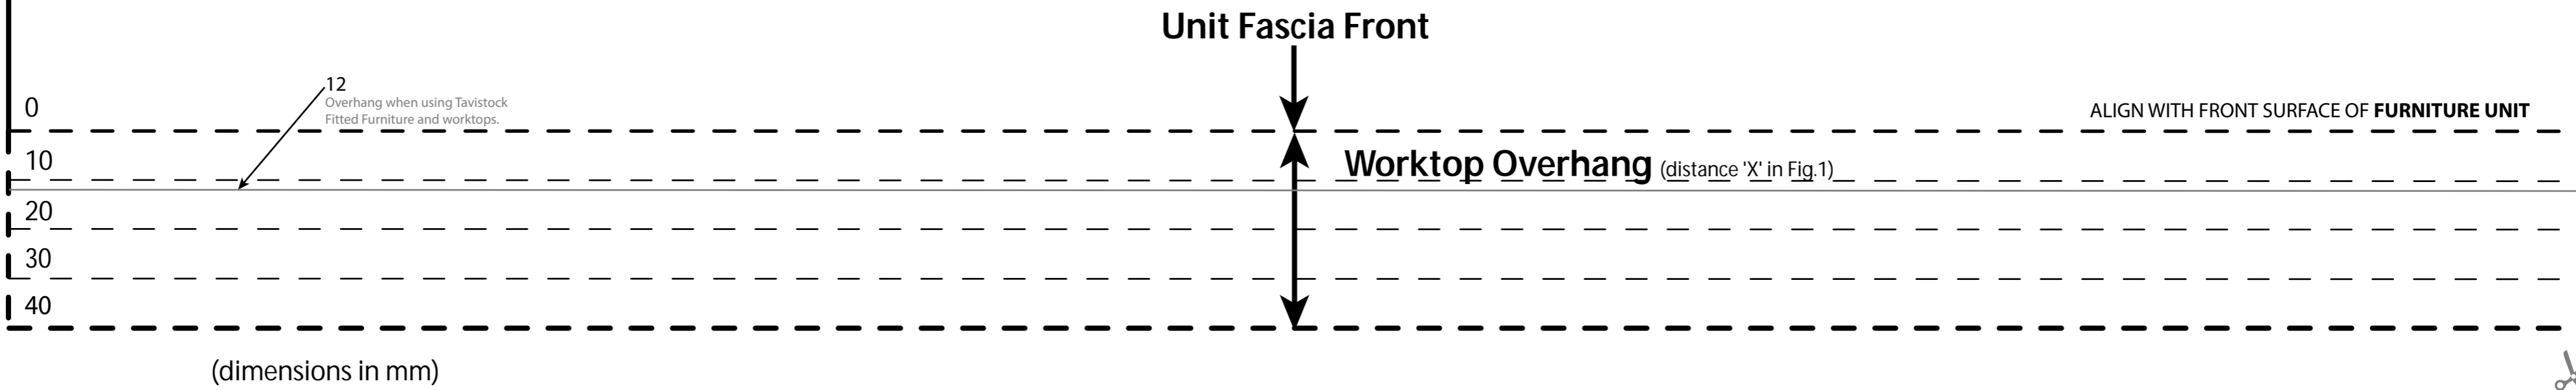 Unit Fascia Front
12
Overhang when using Tavistock
Fitted Furniture and worktops.
0
ALIGN WITH FRONT SURFACE OF FURNITURE UNIT
10
Worktop Overhang (distance 'X' in Fig.1)
20
30
40
(dimensions in mm)